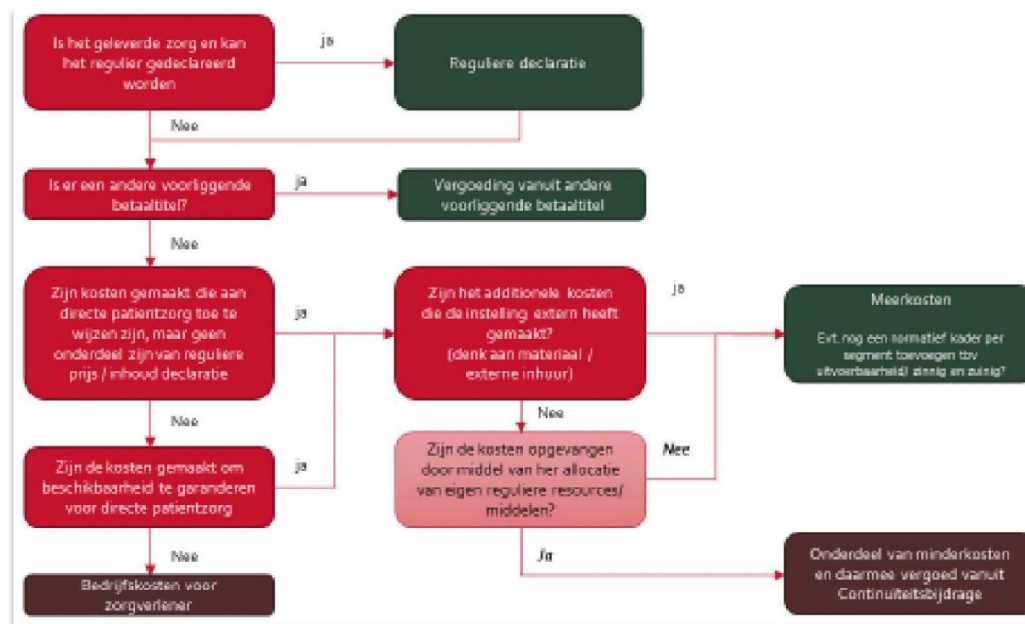 Is het geleverde zorg en kan
het regulier gedeclareerd
worden
ja
Reguliere declaratie
Nee
Is er een andere voorliggende
betaaltitel?
ja
Vergoeding vanuit andere
voorliggende betaaltitel
Nee
Zijn kosten gemaakt die aan
directe patientzorg toe te
wijzen zijn, maar geen
onderdeel zijn van reguliere
prijs / inhoud declaratie
ja
Zijn het additionele kosten
die de instelling extern heeft
gemaakt?
(denk aan materiaal /
externe inhuur)
ja
Meerkosten
Evt. nog een normatief kader per
segment toevoegen tbv
uitvoerbaarheid/ zinnig en zuinig?
Nee
Nee
Zijn de kosten gemaakt om
beschikbaarheid te garanderen
voor directe patientzorg
ja
Zijn de kosten opgevangen
door middel van her allocatie
van eigen reguliere resources/
middelen?
Nee
Nee
Ja
Bedrijfskosten voor
zorgverlener
Onderdeel van minderkosten
en daarmee vergoed vanuit
Continuïteitsbijdrage